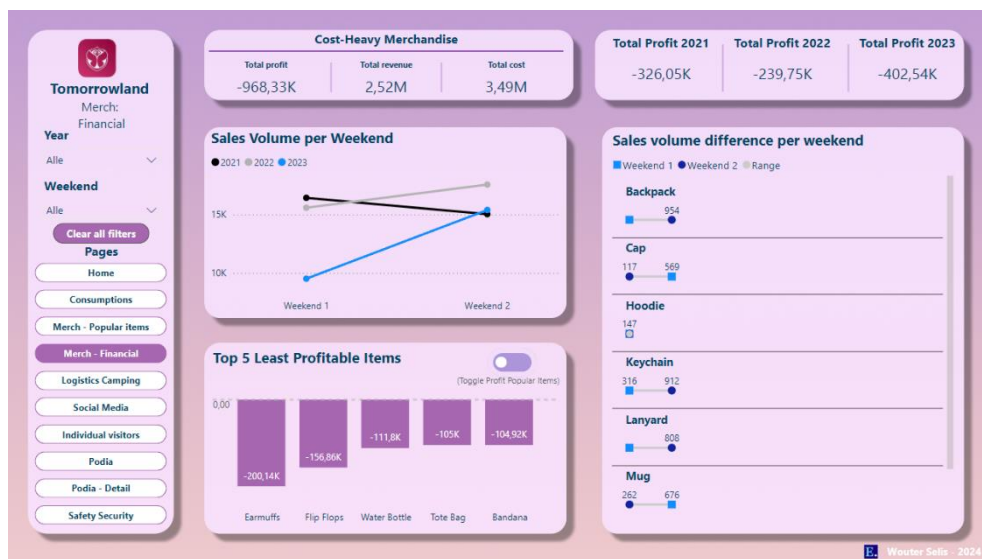 Tomorrowland
Merch:
Financial
Year
Alle
Weekend
Alle
Clear all filters
Pages
Home
Consumptions
Merch - Popular items
Merch - Financial
Logistics Camping
Social Media
Individual visitors
Podia
Podia - Detail
Safety Security
Cost-Heavy Merchandise
Total profit Total revenue Total cost
-968,33K 2,52M 3,49M
Total Profit 2021 Total Profit 2022 Total Profit 2023
-326,05K -239,75K -402,54K
Sales Volume per Weekend
2021 2022 2023
15K
10K
Weekend 1 Weekend 2
Top 5 Least Profitable Items
(Toggle Profit Popular Items)
0,00
-200,14K -156,86K -111,8K -105K -104,92K
Earmuffs Flip Flops Water Bottle Tote Bag Bandana
Sales volume difference per weekend
Weekend 1 Weekend 2 Range
Backpack
954
Cap
117 569
Hoodie
147
Keychain
316 912
Lanyard
808
Mug
262 676
E. Wouter Selis - 2024